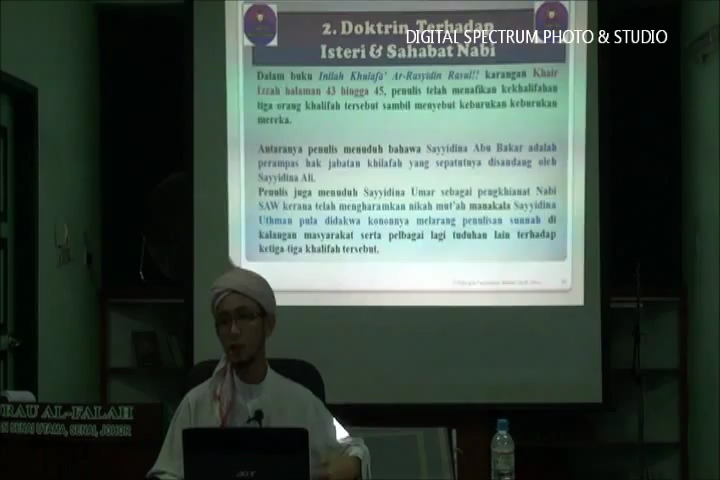 DIGITAL SPECTRUM PHOTO & STUDIO
2. Doktrin Terhadap
Isteri & Sahabat Nabi
Dalam buku Inilah Khulafa' Ar-Rasyidin Rasul!! karangan Khair
Izzah halaman 43 hingga 45, penulis telah menafikan kekhalifahan
tiga orang khalifah tersebut sambil menyebut keburukan keburukan
mereka.
Antaranya penulis menuduh bahawa Sayyidina Abu Bakar adalah
perampas hak jabatan khilafah yang sepatutnya disandang oleh
Sayyidina Ali.
Penulis juga menuduh Sayyidina Umar sebagai pengkhianat Nabi
SAW kerana telah mengharamkan nikah mut'ah manakala Sayyidina
Uthman pula didakwa kononnya melarang penulisan sunnah di
kalangan masyarakat serta pelbagai lagi tuduhan lain terhadap
ketiga-tiga khalifah tersebut.
RAU AL-FALAH
N SENAI UTAMA, SENAI, JOHOR
acer